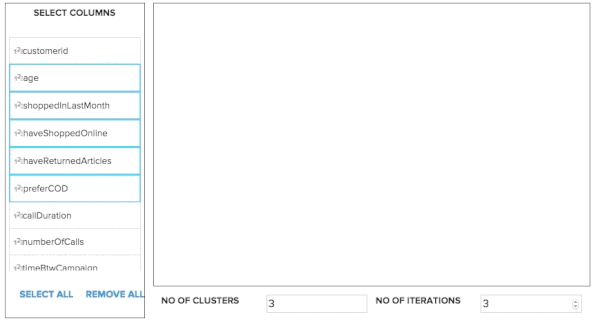 SELECT COLUMNS
customerid
age
shoppedInLastMonth
haveShoppedOnline
haveReturnedArticles
preferCOD
callDuration
numberOfCalls
timeBtwCampaign
SELECT ALL REMOVE ALL
NO OF CLUSTERS 3 NO OF ITERATIONS 3